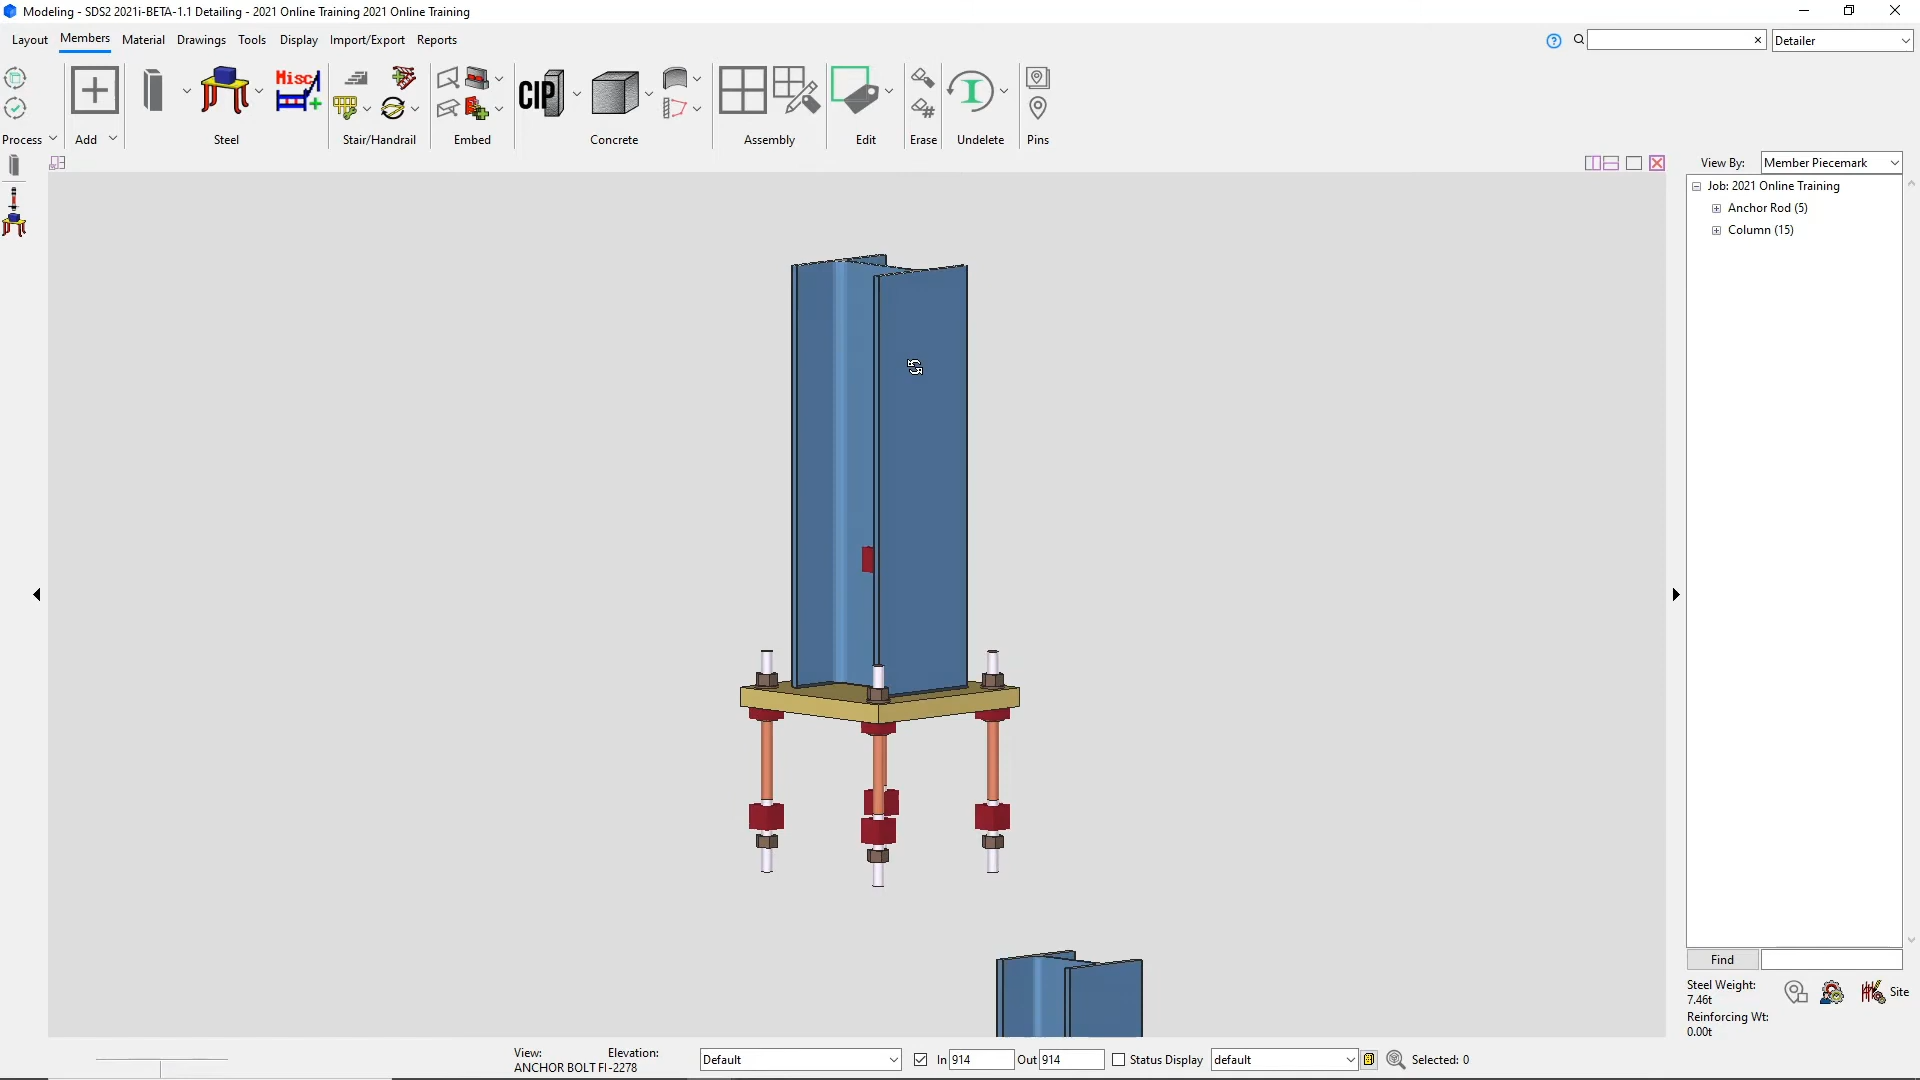 Modeling - SDS2 2021i-BETA-1.1 Detailing - 2021 Online Training 2021 Online Training
Layout Members Material Drawings Tools Display Import/Export Reports
Detailer
Misc
CIP
Process Add Steel Stair/Handrail Embed Concrete Assembly Edit Erase Undelete Pins
View By: Member Piecemark
Job: 2021 Online Training
Anchor Rod (5)
Column (15)
Find
Steel Weight:
7.46t
Site
Reinforcing Wt:
0.00t
View: Elevation:
ANCHOR BOLT FI-2278
Default In 914 Out 914 Status Display default Selected: 0